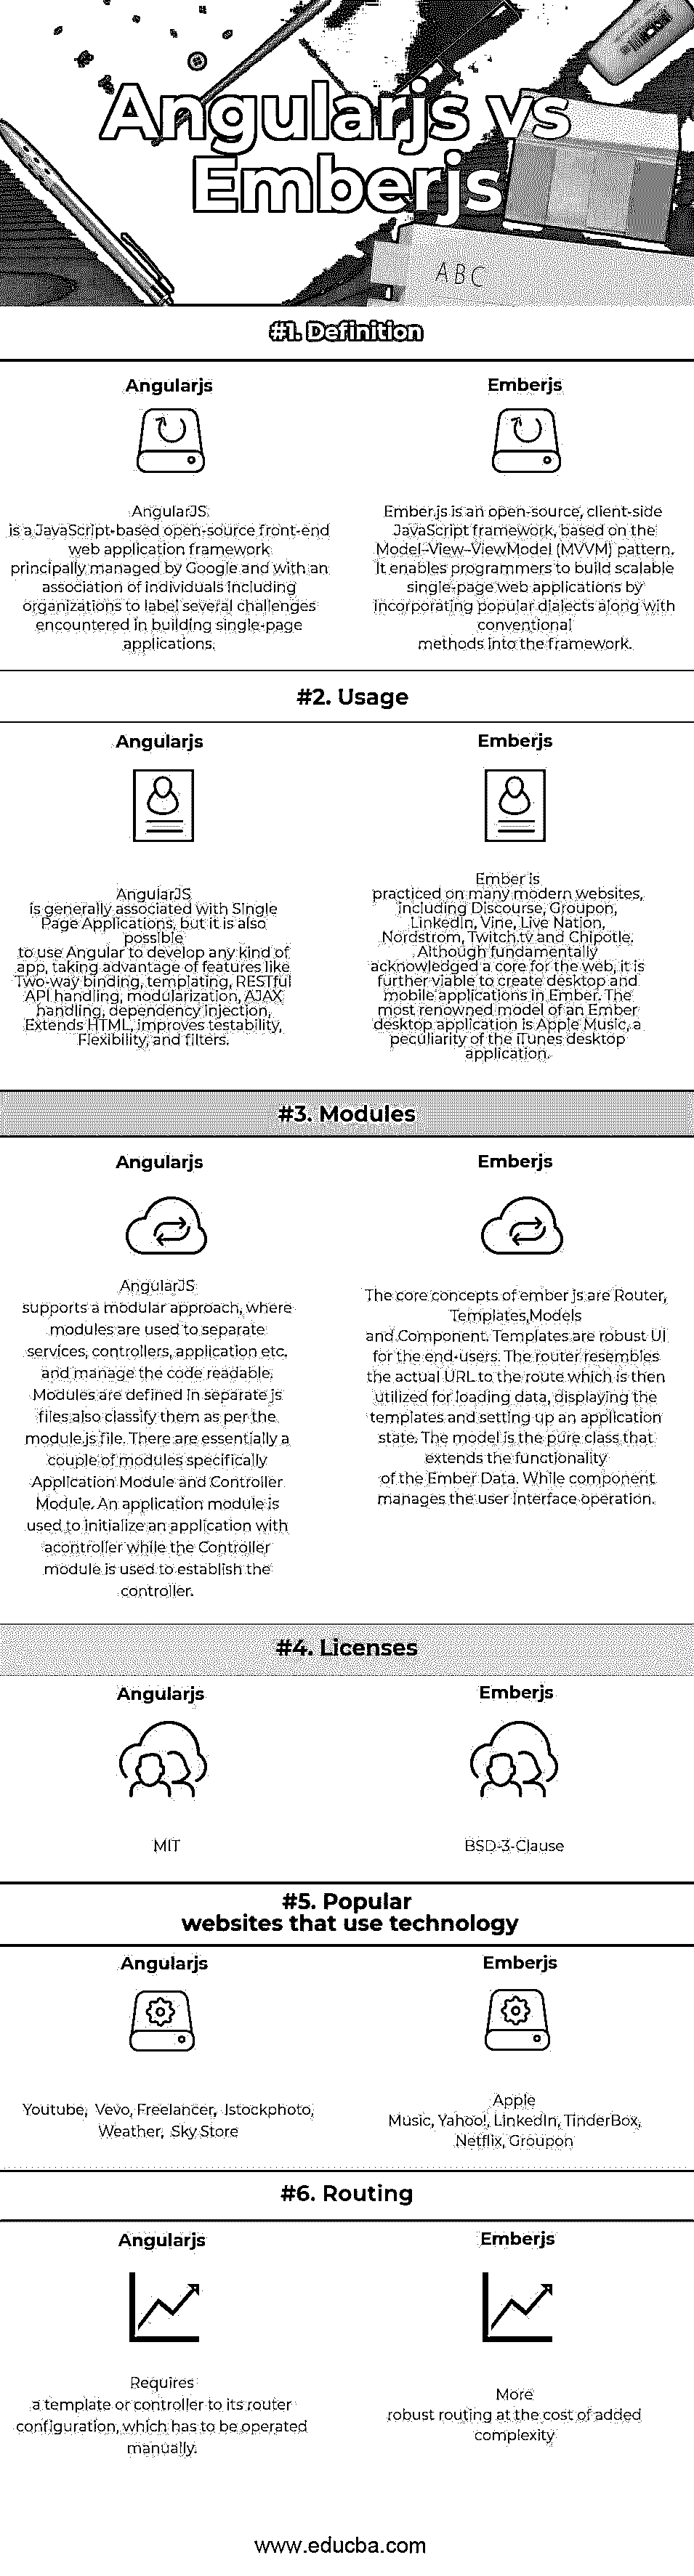 Angularjs vs
Emberjs
ABC
#1. Definition
Angularjs
Emberjs
AngularJS
is a JavaScript-based open-source front-end
web application framework
principally managed by Google and with an
association of individuals including
organizations to label several challenges
encountered in building single-page
applications.
Ember.js is an open-source, client-side
JavaScript framework, based on the
Model-View-ViewModel (MVVM) pattern.
It enables programmers to build scalable
single-page web applications by
incorporating popular dialects along with
conventional
methods into the framework.
#2. Usage
Angularjs
Emberjs
AngularJS
is generally associated with Single
Page Applications, but it is also
possible
to use Angular to develop any kind of
app, taking advantage of features like
Two-way binding, templating, RESTful
API handling, modularization, AJAX
handling, dependency injection,
Extends HTML, improves testability,
Flexibility, and filters.
Ember is
practiced on many modern websites,
including Discourse, Groupon,
LinkedIn, Vine, Live Nation,
Nordstrom, Twitch.tv and Chipotle.
Although fundamentally
acknowledged a core for the web, it is
further viable to create desktop and
mobile applications in Ember. The
most renowned model of an Ember
desktop application is Apple Music, a
peculiarity of the iTunes desktop
application.
#3. Modules
Angularjs
Emberjs
AngularJS
supports a modular approach, where
modules are used to separate
services, controllers, application etc.
and manage the code readable.
Modules are defined in separate js
files also classify them as per the
module.js file. There are essentially a
couple of modules specifically
Application Module and Controller
Module. An application module is
used to initialize an application with
acontroller while the Controller
module is used to establish the
controller.
The core concepts of ember js are Router,
Templates,Models
and Component. Templates are robust UI
for the end-users. The router resembles
the actual URL to the route which is then
utilized for loading data, displaying the
templates and setting up an application
state. The model is the pure class that
extends the functionality
of the Ember Data. While component
manages the user interface operation.
#4. Licenses
Angularjs
Emberjs
MIT
BSD-3-Clause
#5. Popular
websites that use technology
Angularjs
Emberjs
Youtube, Vevo, Freelancer, Istockphoto,
Weather, Sky Store
Apple
Music, Yahoo!, LinkedIn, TinderBox,
Netflix, Groupon
#6. Routing
Angularjs
Emberjs
Requires
a template or controller to its router
configuration, which has to be operated
manually.
More
robust routing at the cost of added
complexity
www.educba.com